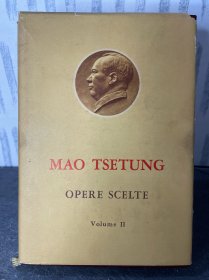 MAO TSETUNG
OPERE SCELTE
Volume II